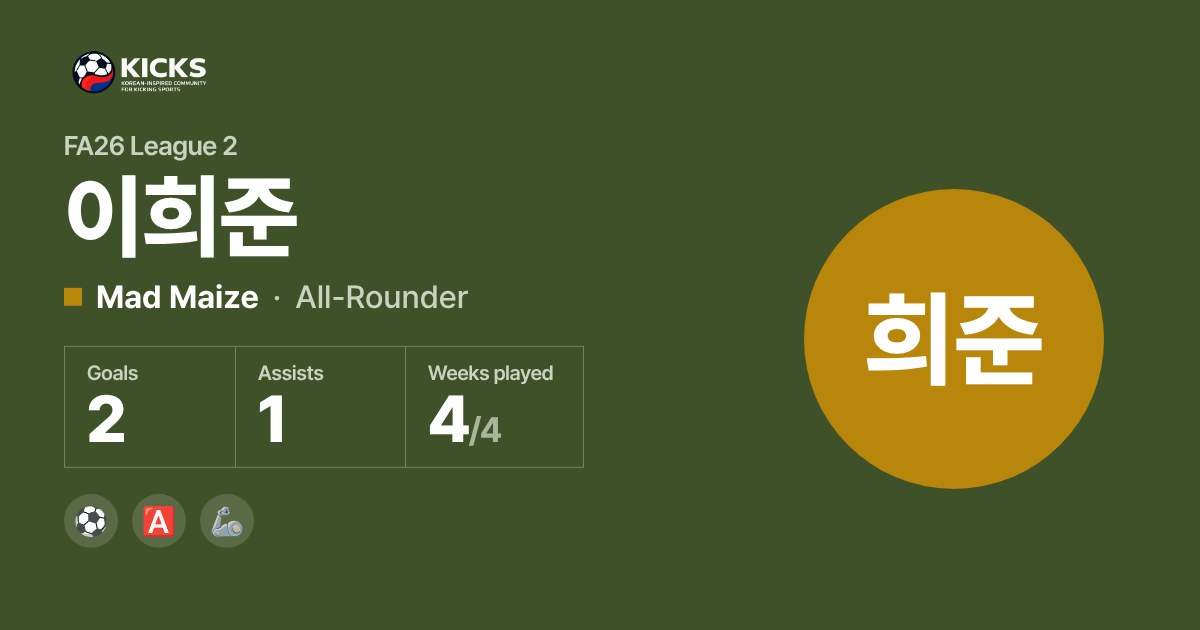 KICKS
KOREAN-INSPIRED COMMUNITY
FOR KICKING SPORTS
FA26 League 2
이희준
Mad Maize · All-Rounder
Goals
2
Assists
1
Weeks played
4/4
A
희준